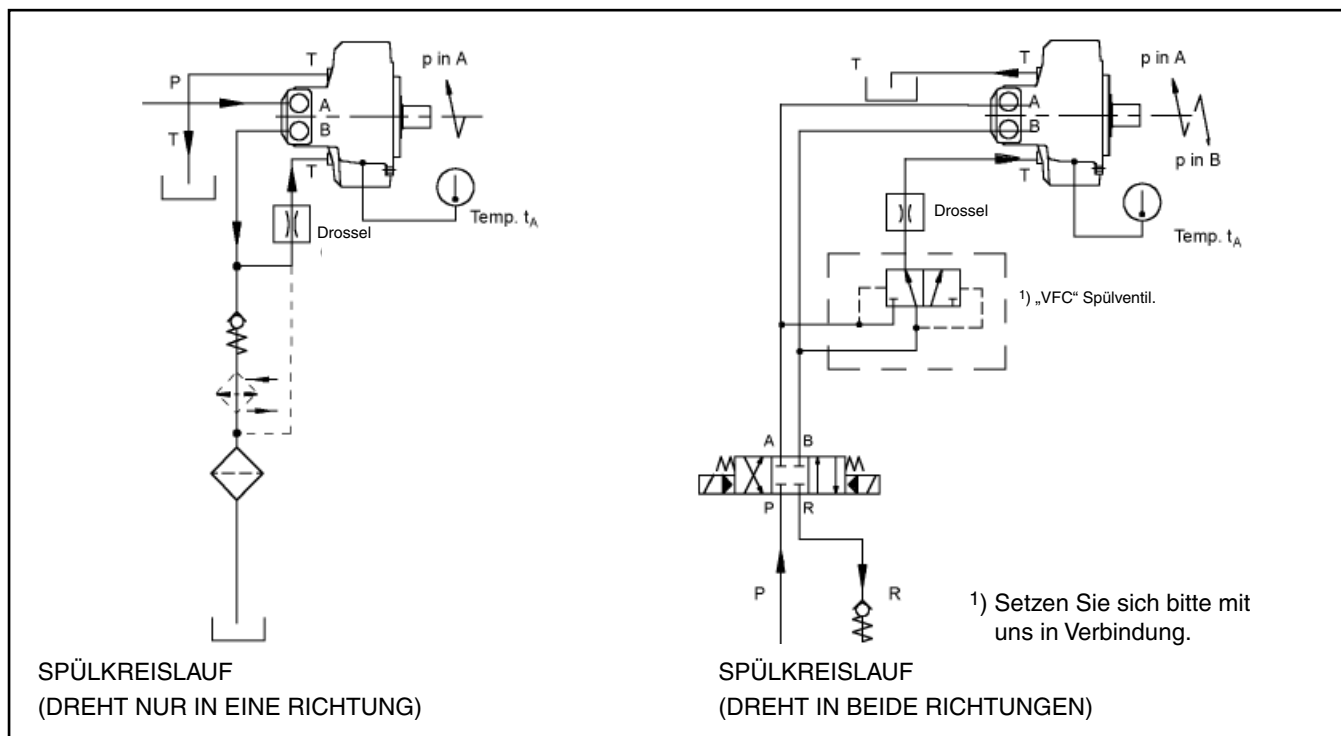 T
p in A
P
A
B
T
T
Temp. tA
Drossel
SPÜLKREISLAUF
(DREHT NUR IN EINE RICHTUNG)
T
T
p in A
A
B
p in B
T
Drossel
Temp. tA
1) „VFC“ Spülventil.
A B
P R
P R
1) Setzen Sie sich bitte mit
uns in Verbindung.
SPÜLKREISLAUF
(DREHT IN BEIDE RICHTUNGEN)